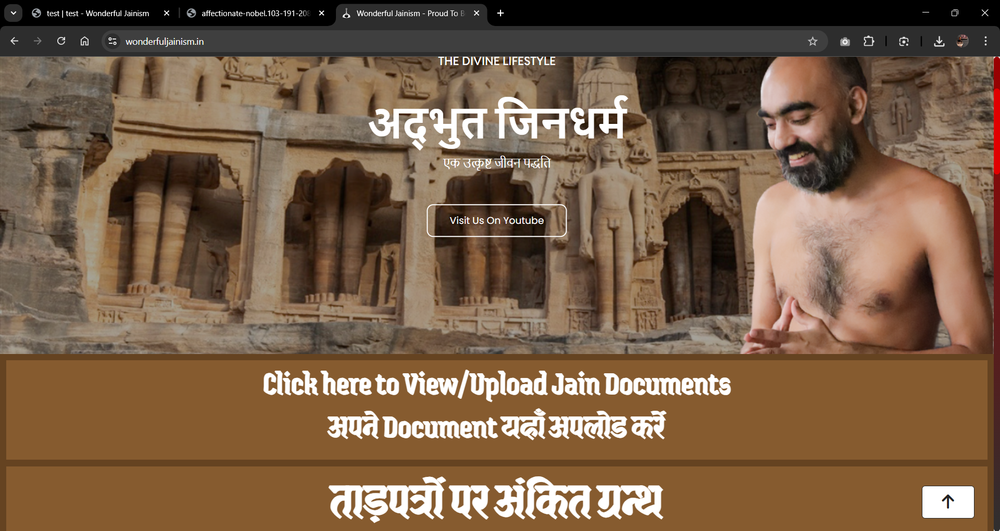 test | test - Wonderful Jainism
affectionate-nobel.103-191-208
Wonderful Jainism - Proud To B
wonderfuljainism.in
THE DIVINE LIFESTYLE
अद्भुत जिनधर्म
एक उत्कृष्ट जीवन पद्धति
Visit Us On Youtube
Click here to View/Upload Jain Documents
अपने Document यहाँ अपलोड करें
ताड़पत्रों पर अंकित ग्रन्थ